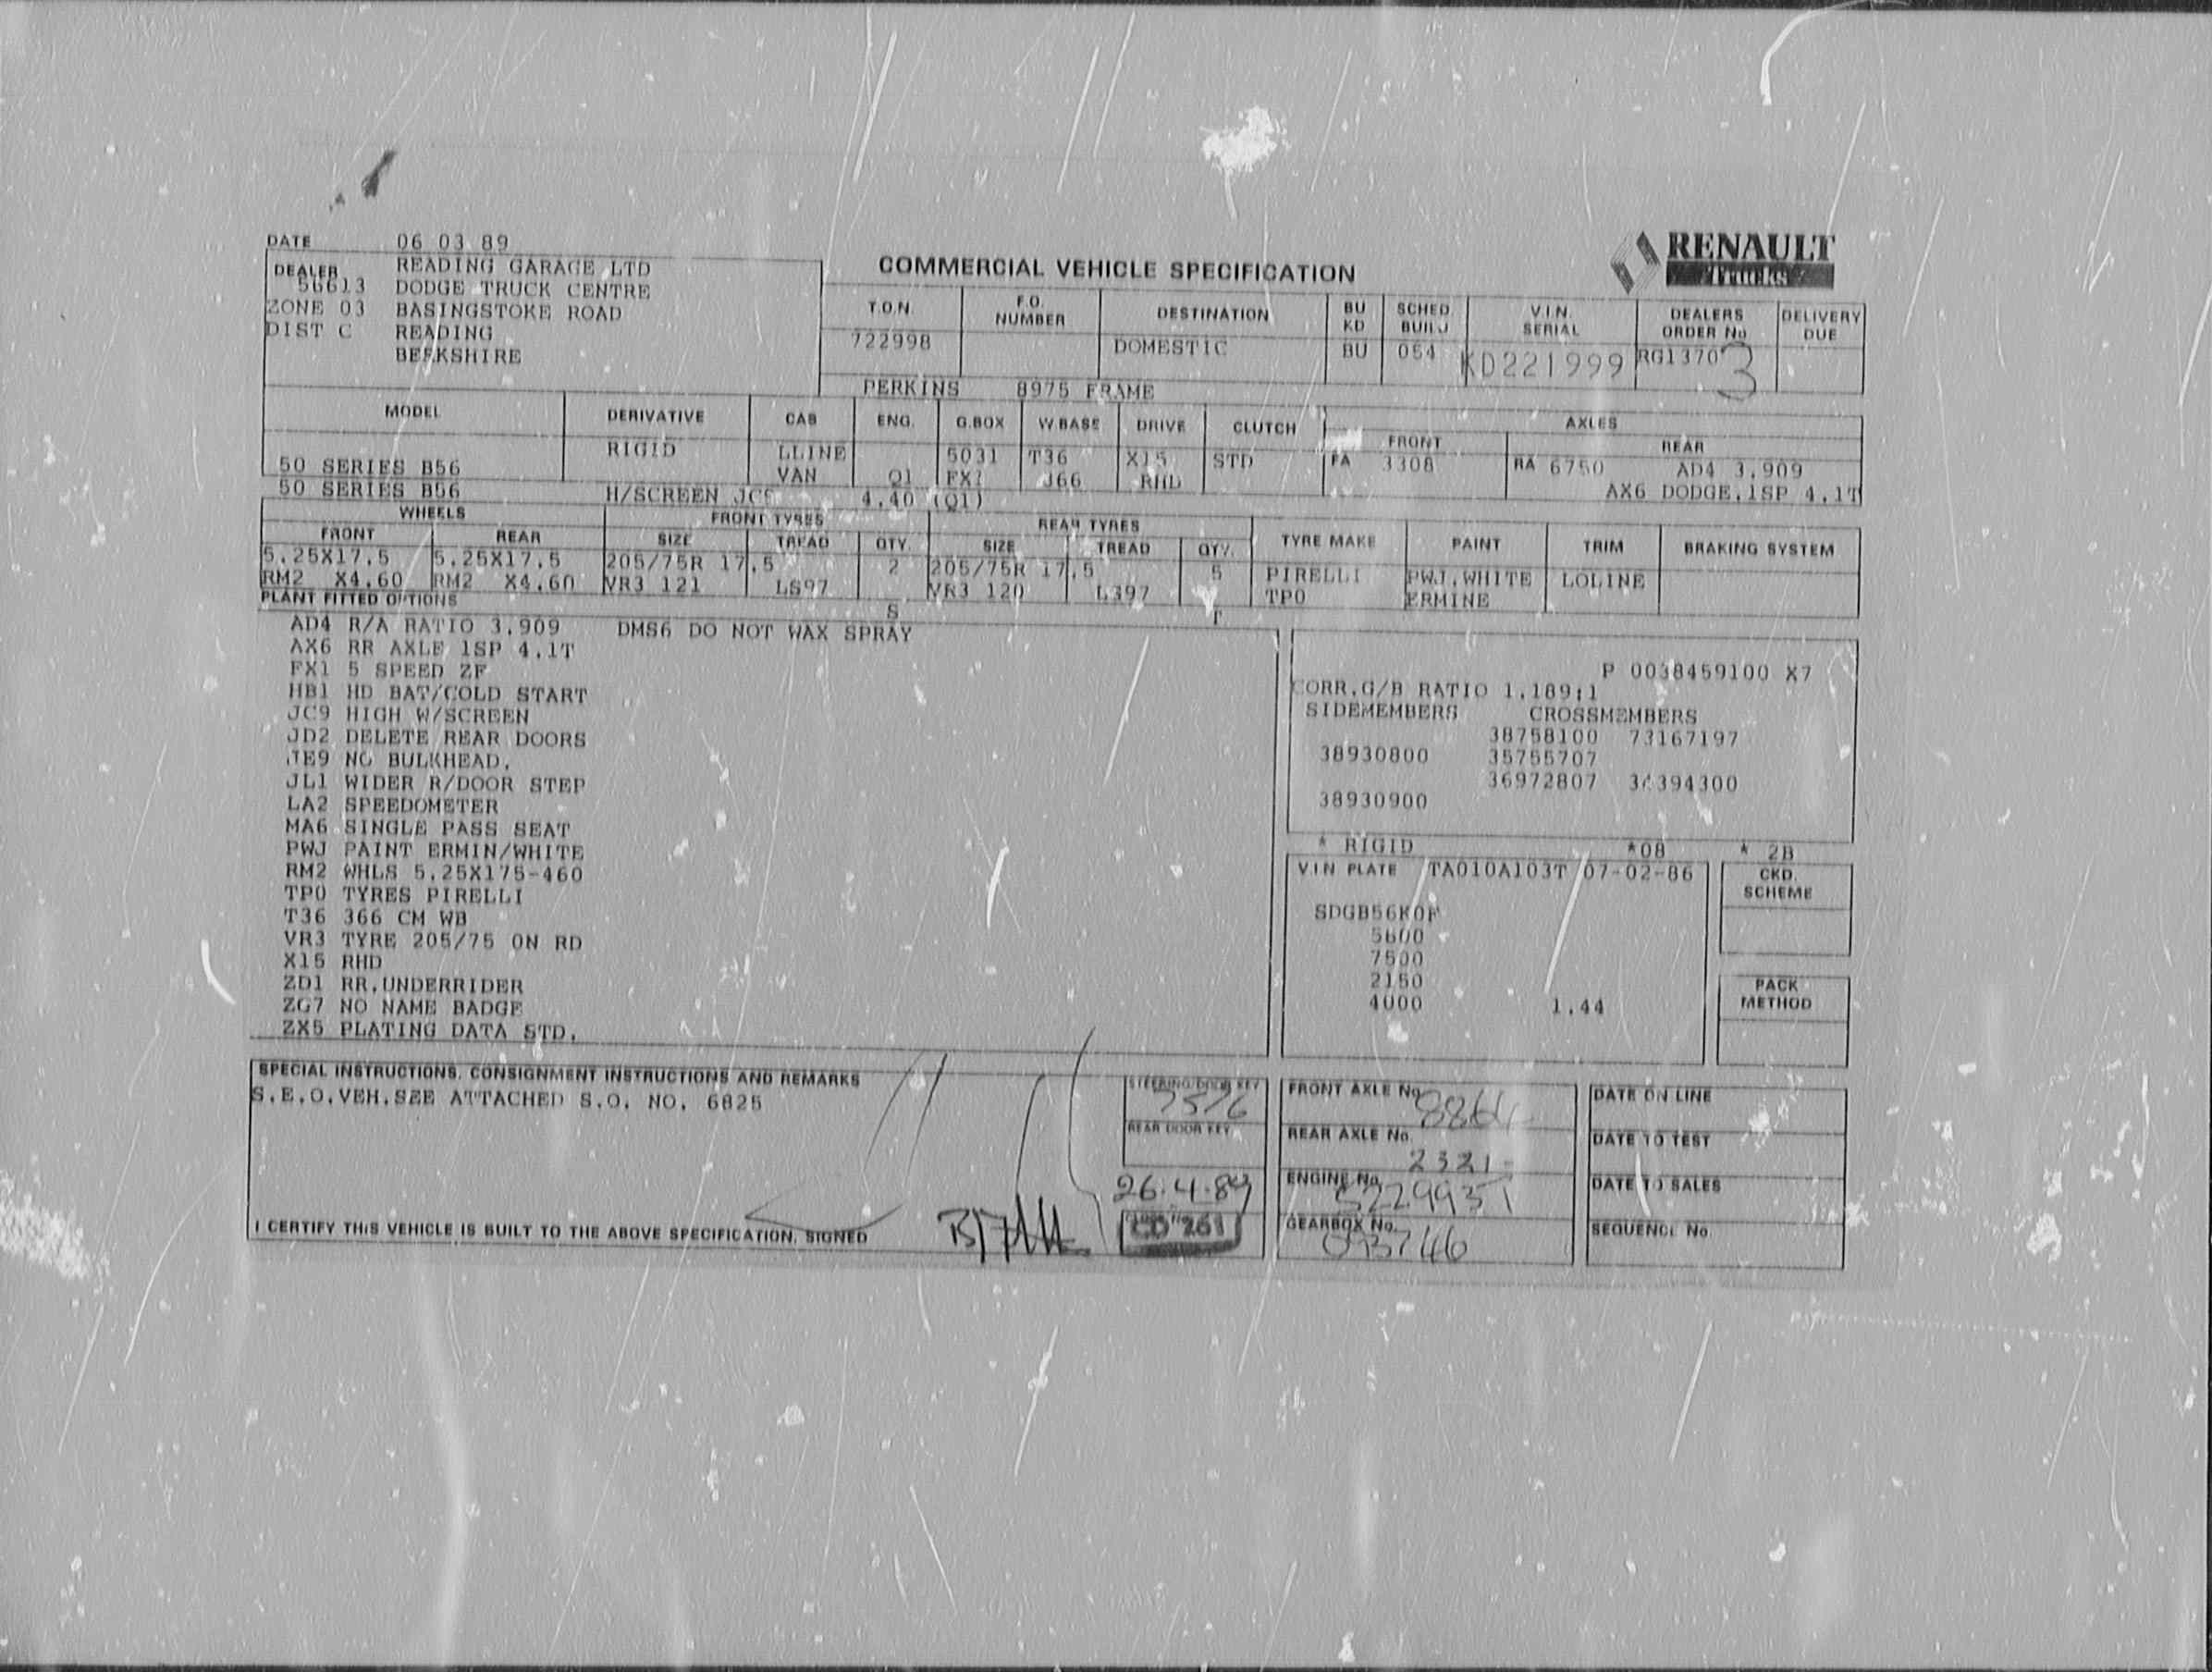 DATE 06 03 89
RENAULT
Trucks
COMMERCIAL VEHICLE SPECIFICATION
DEALER READING GARAGE LTD
56613 DODGE TRUCK CENTRE
ZONE 03 BASINGSTOKE ROAD
DIST C READING
BERKSHIRE
T.O.N. F.O. NUMBER DESTINATION BU KD SCHED BUILD V.I.N. SERIAL DEALERS ORDER No DELIVERY DUE
722998 DOMESTIC BU 054 KD221999 RG13703
PERKINS 8975 FRAME
MODEL DERIVATIVE CAB ENG. G.BOX W BASE DRIVE CLUTCH AXLES
FRONT REAR
RIGID LLINE 5031 T36 X15 STD FA 3308 RA 6750 AD4 3.909
50 SERIES B56 VAN Q1 FX1 366 RHD AX6 DODGE.1SP 4.1T
50 SERIES B56 H/SCREEN JC9 4.40 (Q1)
WHEELS FRONT TYRES REAR TYRES
FRONT REAR SIZE TREAD QTY. SIZE TREAD QTY. TYRE MAKE PAINT TRIM BRAKING SYSTEM
5.25X17.5 5.25X17.5 205/75R 17.5 2 205/75R 17.5 5 PIRELLI PWJ.WHITE LOLINE
RM2 X4.60 RM2 X4.60 VR3 121 LS97 VR3 120 L397 TP0 ERMINE
PLANT FITTED OPTIONS S T
AD4 R/A RATIO 3.909 DMS6 DO NOT WAX SPRAY
AX6 RR AXLE 1SP 4.1T
FX1 5 SPEED ZF
HB1 HD BAT/COLD START
JC9 HIGH W/SCREEN
JD2 DELETE REAR DOORS
JE9 NO BULKHEAD.
JL1 WIDER R/DOOR STEP
LA2 SPEEDOMETER
MA6 SINGLE PASS SEAT
PWJ PAINT ERMIN/WHITE
RM2 WHLS 5.25X175-460
TP0 TYRES PIRELLI
T36 366 CM WB
VR3 TYRE 205/75 ON RD
X15 RHD
ZD1 RR.UNDERRIDER
ZG7 NO NAME BADGE
ZX5 PLATING DATA STD.
P 0038459100 X7
CORR.G/B RATIO 1.189:1
SIDEMEMBERS CROSSMEMBERS
38758100 73167197
38930800 35755707
36972807
38930900
* RIGID *08 * 2B
V.I.N PLATE TA010A103T 07-02-86
CKD. SCHEME
SDGB56K0F
5600
7500
2150
4000 1.44
PACK METHOD
SPECIAL INSTRUCTIONS. CONSIGNMENT INSTRUCTIONS AND REMARKS
S.E.O.VEH.SEE ATTACHED S.O. NO. 6825
I CERTIFY THIS VEHICLE IS BUILT TO THE ABOVE SPECIFICATION. SIGNED
STEERING/DOOR KEY
REAR DOOR KEY
26.4.89
CD 261
FRONT AXLE No.
REAR AXLE No. 2321
ENGINE No.
GEARBOX No.
DATE ON LINE
DATE TO TEST
DATE TO SALES
SEQUENCE No